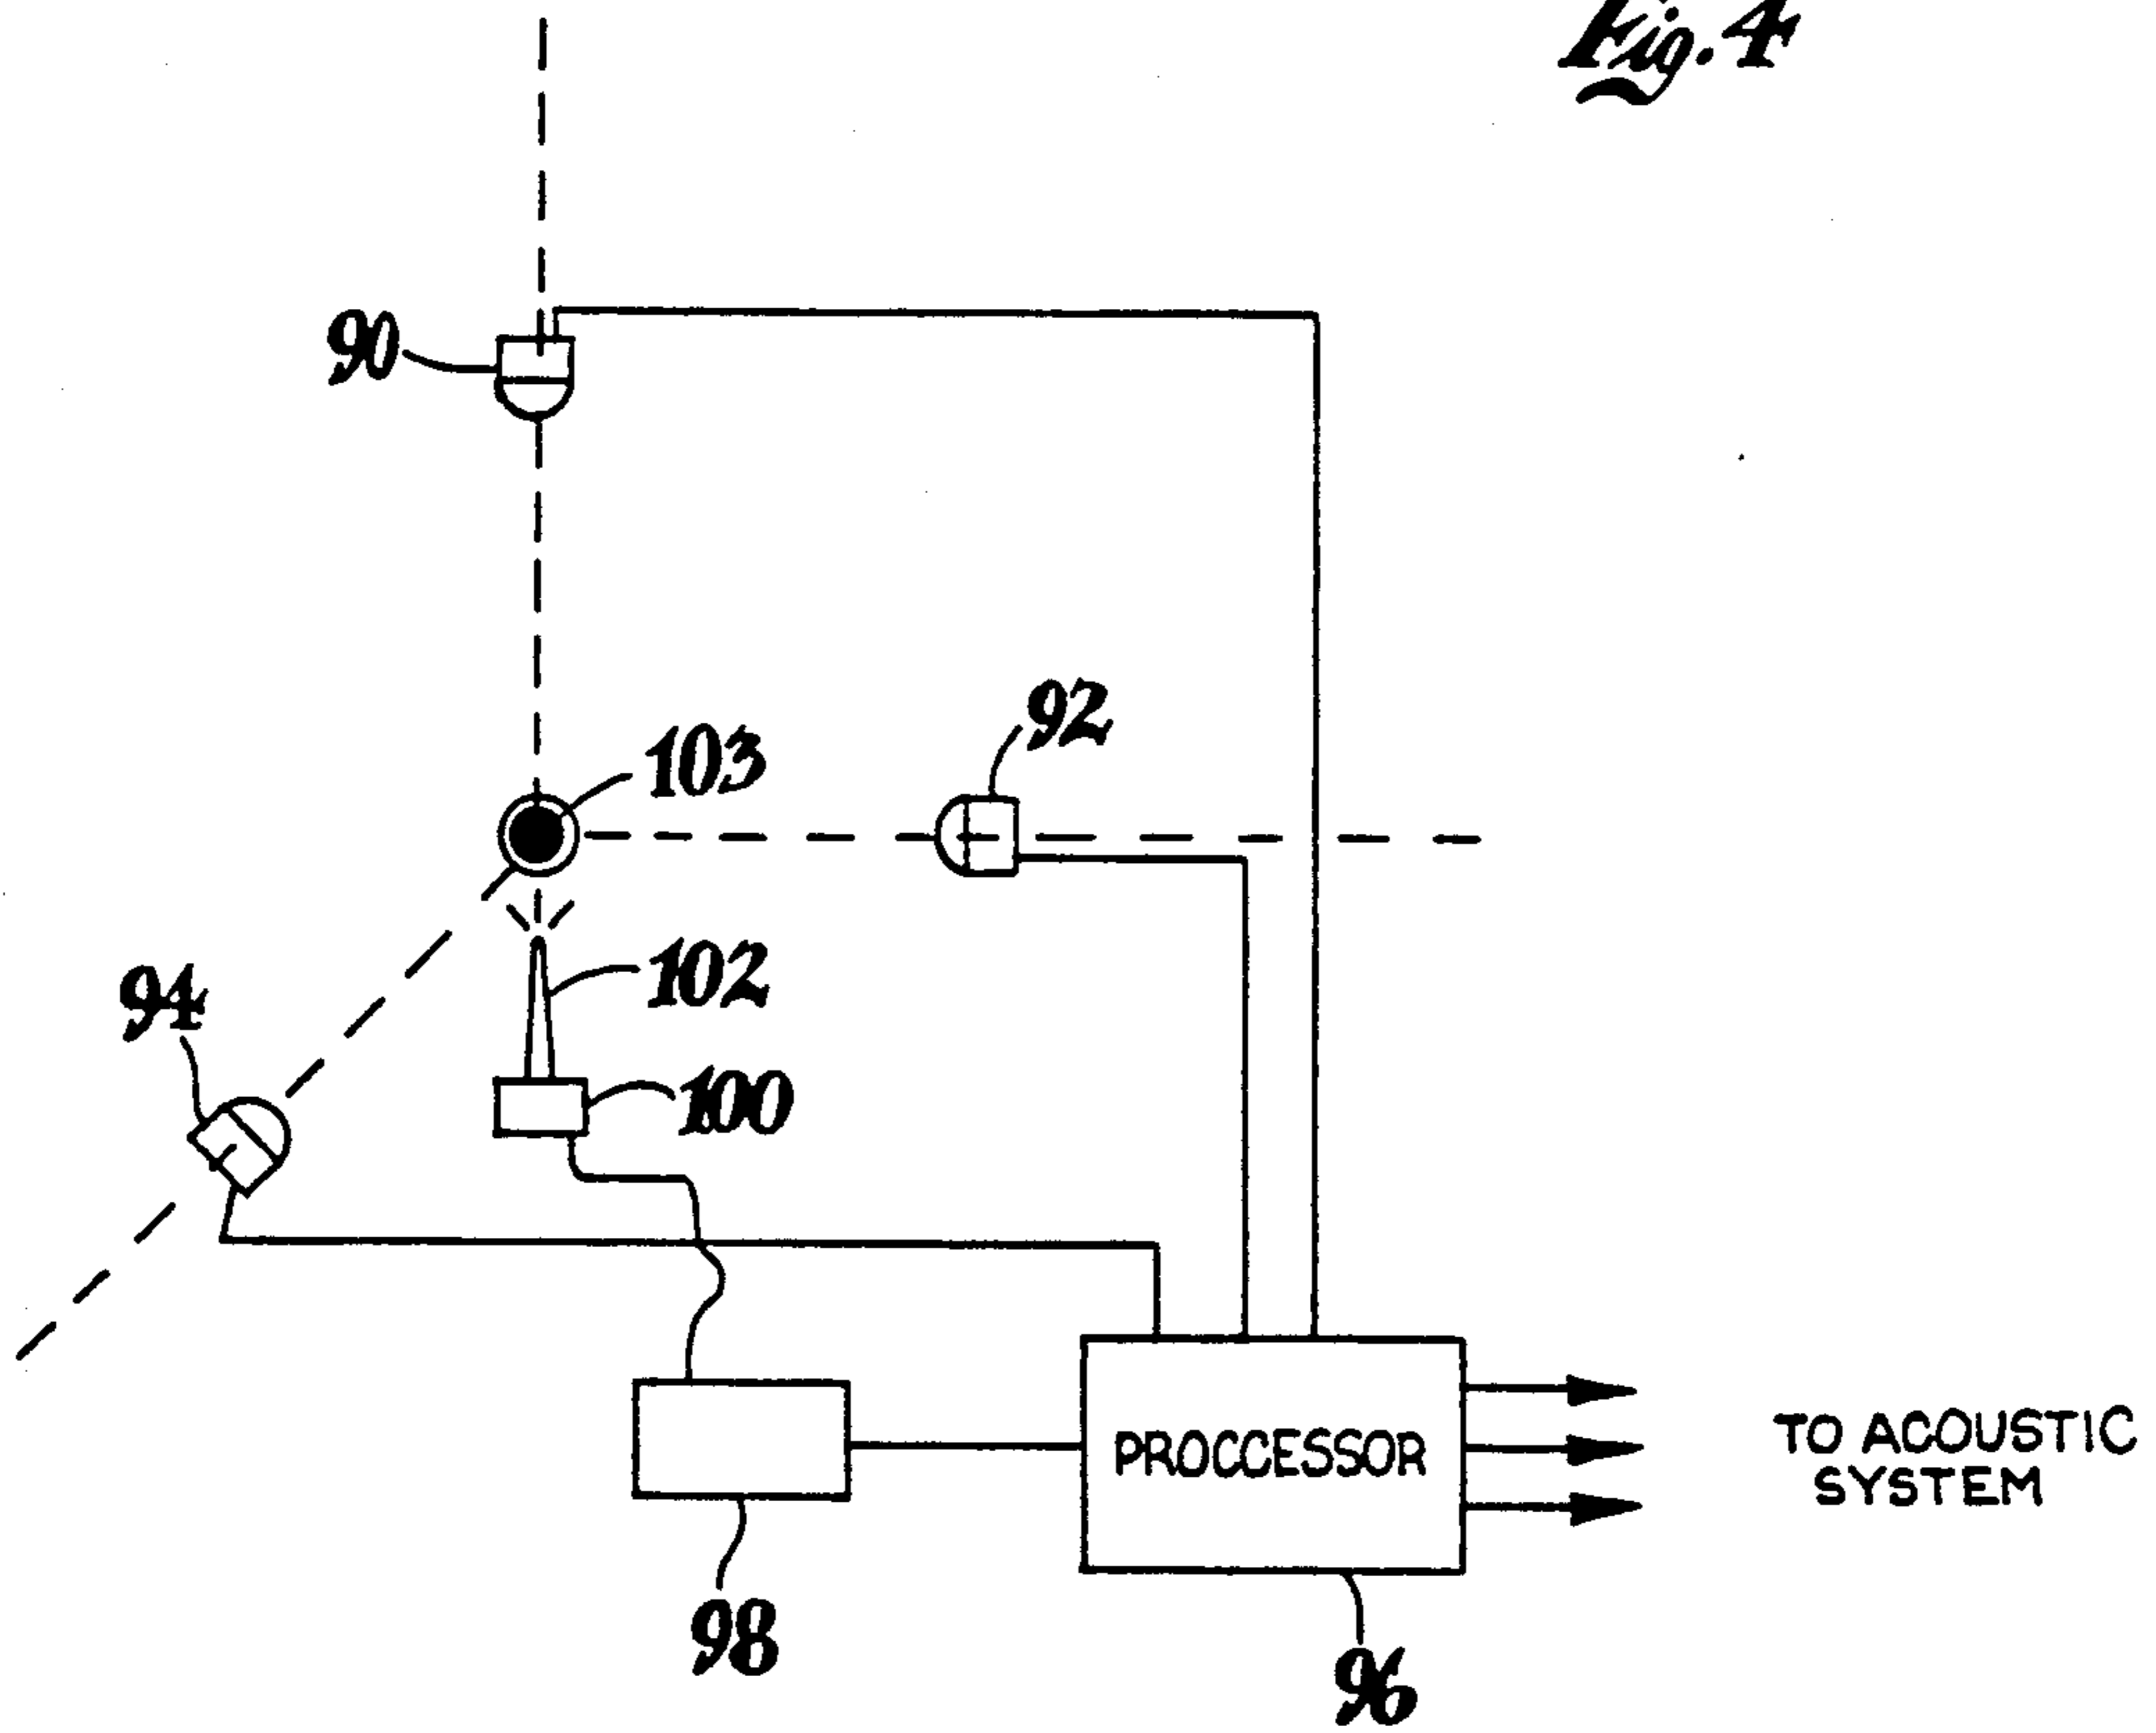 Fig. 4
90
92
103
94
102
100
PROCCESSOR
TO ACOUSTIC
SYSTEM
98
96